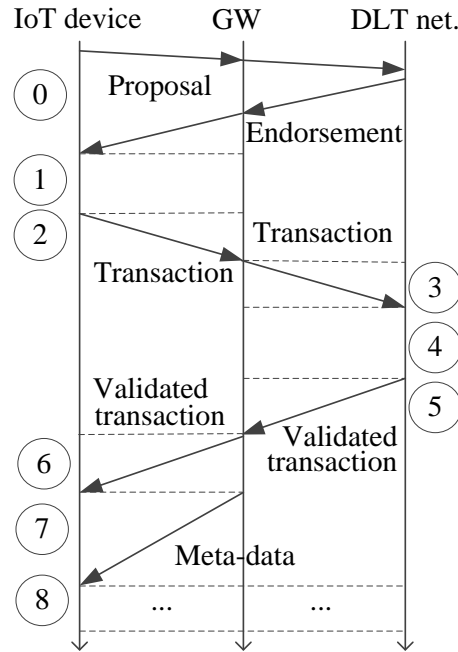 IoT device GW DLT net.
0
Proposal
Endorsement
1
2
Transaction
Transaction
3
4
Validated
transaction
5
Validated
transaction
6
7
Meta-data
8
... ...